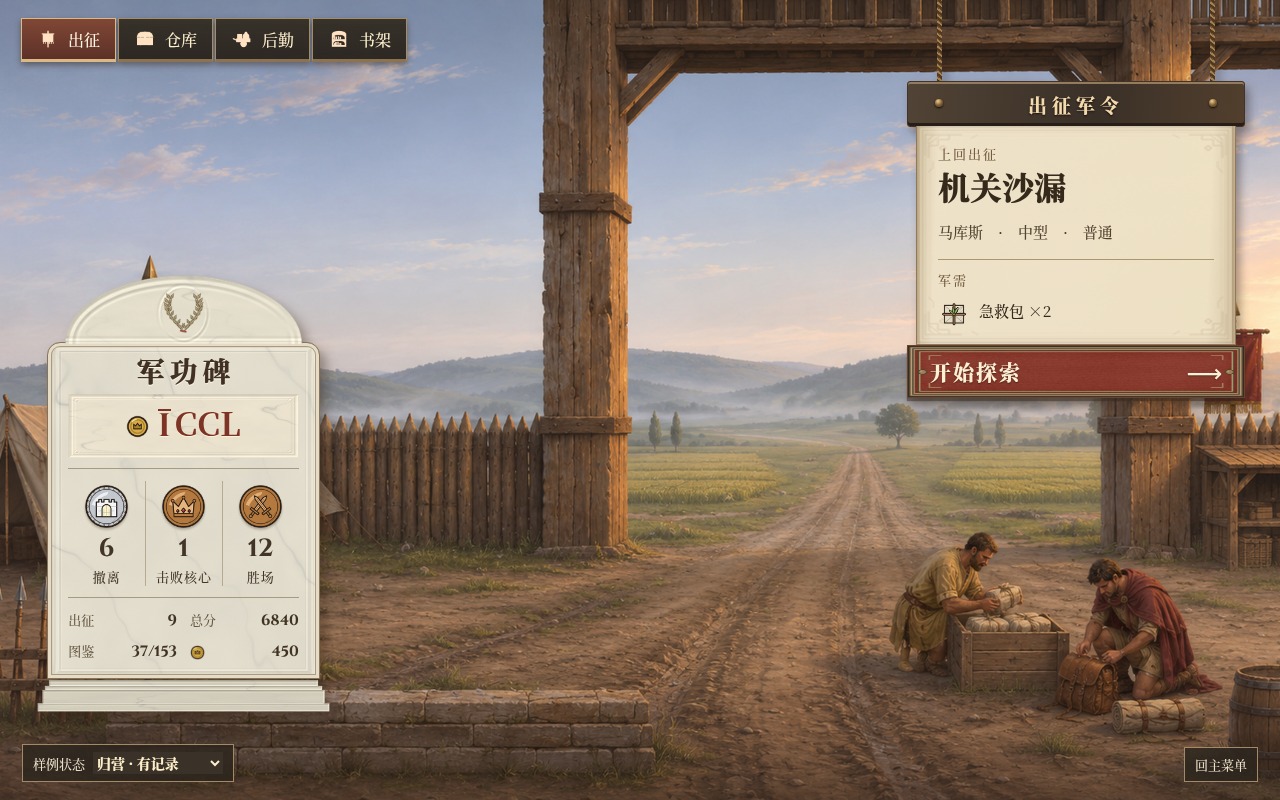 出征 仓库 后勤 书架
出征军令
上回出征
机关沙漏
马库斯 · 中型 · 普通
军需
急救包 ×2
开始探索 →
军功碑
ĪCCL
6 1 12
撤离 击败核心 胜场
出征 9 总分 6840
图鉴 37/153 450
样例状态 归营 · 有记录
回主菜单